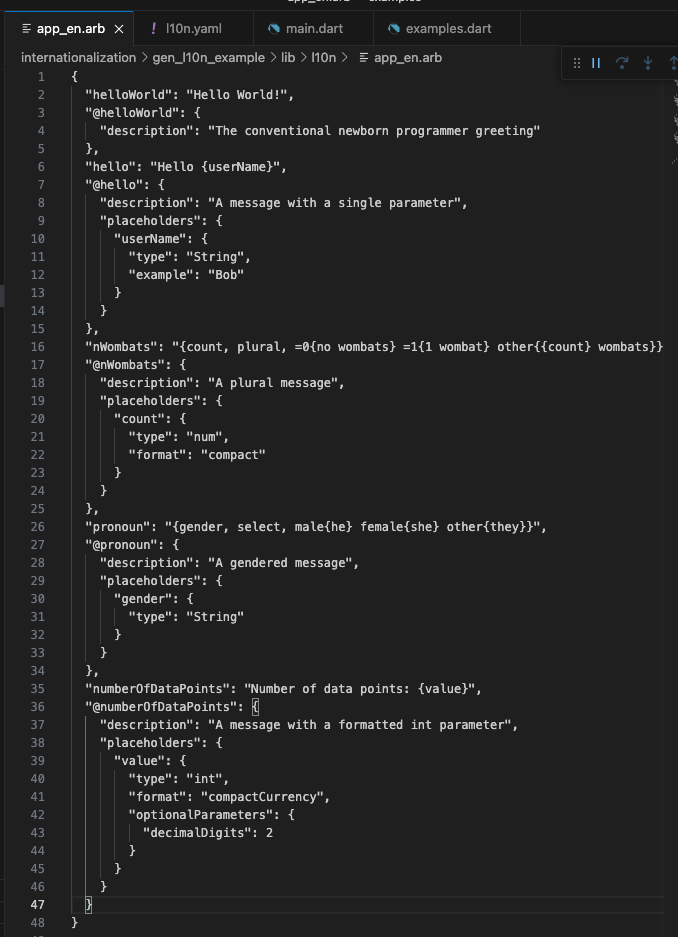 app_en.arb
l10n.yaml
main.dart
examples.dart
internationalization > gen_l10n_example > lib > l10n > app_en.arb
1 {
2 "helloWorld": "Hello World!",
3 "@helloWorld": {
4 "description": "The conventional newborn programmer greeting"
5 },
6 "hello": "Hello {userName}",
7 "@hello": {
8 "description": "A message with a single parameter",
9 "placeholders": {
10 "userName": {
11 "type": "String",
12 "example": "Bob"
13 }
14 }
15 },
16 "nWombats": "{count, plural, =0{no wombats} =1{1 wombat} other{{count} wombats}}
17 "@nWombats": {
18 "description": "A plural message",
19 "placeholders": {
20 "count": {
21 "type": "num",
22 "format": "compact"
23 }
24 }
25 },
26 "pronoun": "{gender, select, male{he} female{she} other{they}}",
27 "@pronoun": {
28 "description": "A gendered message",
29 "placeholders": {
30 "gender": {
31 "type": "String"
32 }
33 }
34 },
35 "numberOfDataPoints": "Number of data points: {value}",
36 "@numberOfDataPoints": {
37 "description": "A message with a formatted int parameter",
38 "placeholders": {
39 "value": {
40 "type": "int",
41 "format": "compactCurrency",
42 "optionalParameters": {
43 "decimalDigits": 2
44 }
45 }
46 }
47 }
48 }